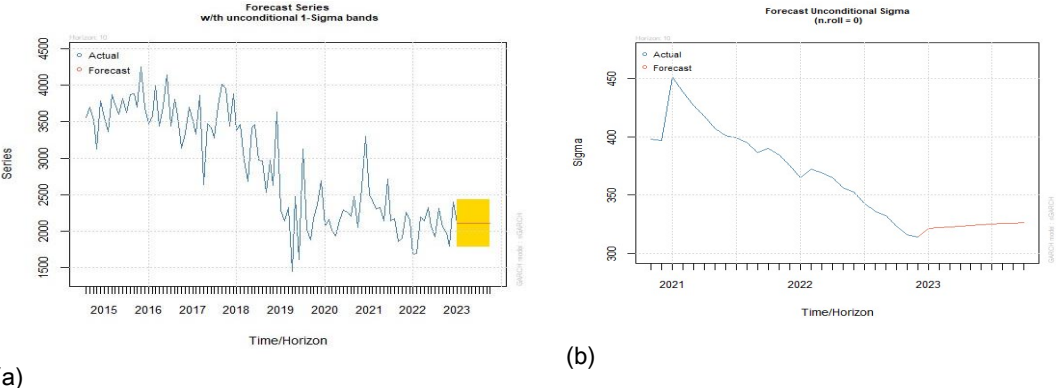 Forecast Series
w/th unconditional 1-Sigma bands
Horizon: 10
Actual
Forecast
Series
4500
4000
3500
3000
2500
2000
1500
2015 2016 2017 2018 2019 2020 2021 2022 2023
Time/Horizon
GARCH model : sGARCH
(a)
Forecast Unconditional Sigma
(n.roll = 0)
Horizon: 10
Actual
Forecast
Sigma
450
400
350
300
2021 2022 2023
Time/Horizon
GARCH model : sGARCH
(b)